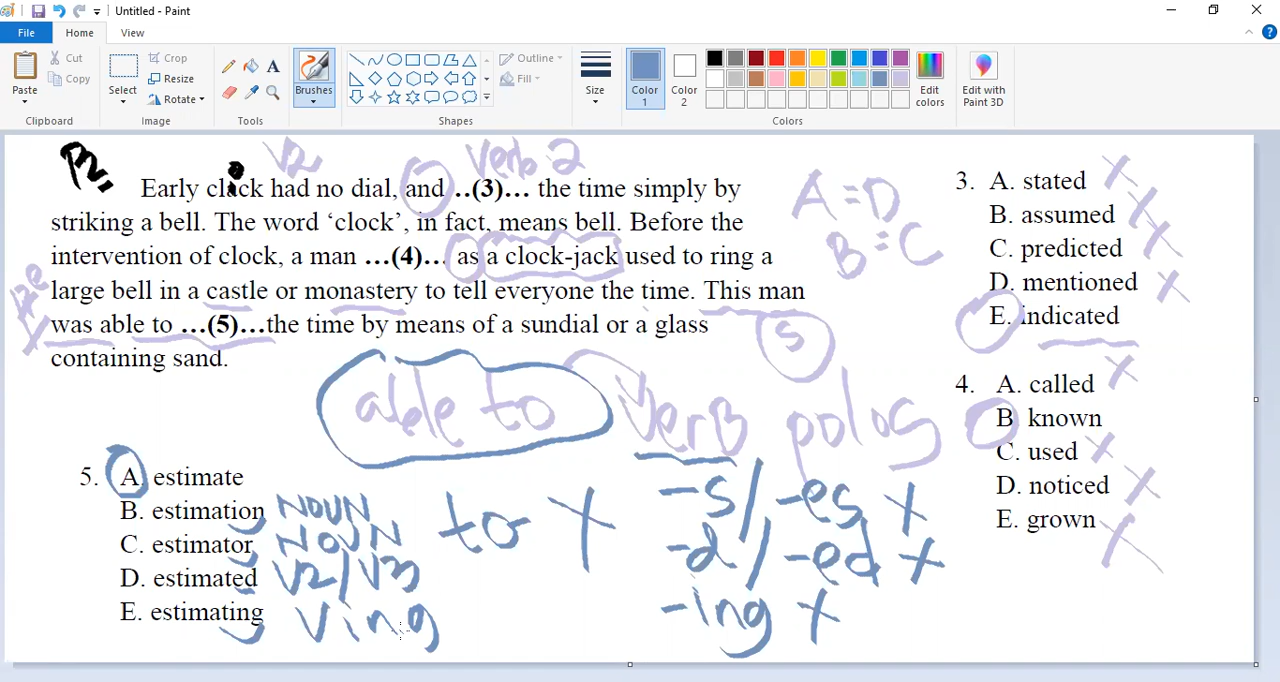 Untitled - Paint
File Home View
Paste
Cut
Copy
Clipboard
Select
Crop
Resize
Rotate
Image
A
Tools
Brushes
Outline
Fill
Shapes
Size
Color 1
Color 2
Edit colors
Colors
Edit with Paint 3D
V2 Verb 2
Early clock had no dial, and ..(3)… the time simply by
striking a bell. The word ‘clock’, in fact, means bell. Before the
intervention of clock, a man …(4)… as a clock-jack used to ring a
large bell in a castle or monastery to tell everyone the time. This man
was able to …(5)…the time by means of a sundial or a glass
containing sand.
A = D
B = C
S
able to verb polos
3. A. stated X
B. assumed X
C. predicted X
D. mentioned X
E. indicated
4. A. called X
B. known
C. used X
D. noticed X
E. grown X
5. A. estimate
B. estimation NOUN
C. estimator NOUN
D. estimated V2/V3
E. estimating Ving
to X
-s/-es X
-d/-ed X
-ing X